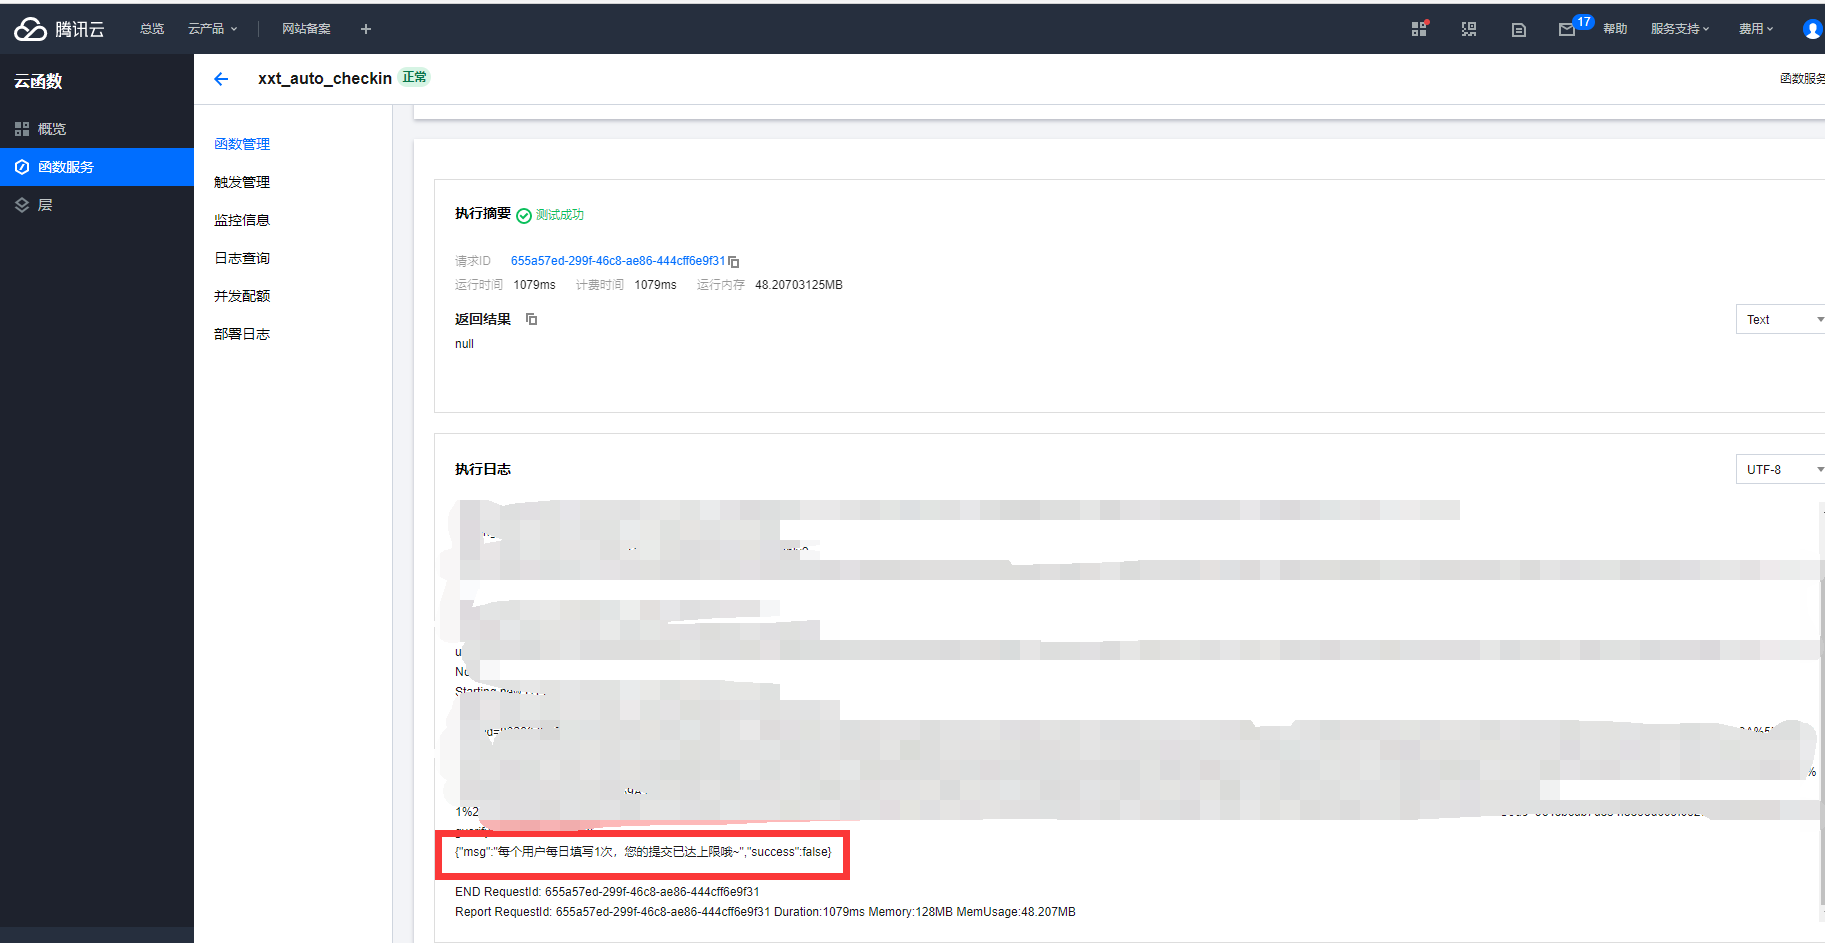 腾讯云 总览 云产品 网站备案 + 17 帮助 服务支持 费用
云函数
xxt_auto_checkin 正常
函数服务
概览
函数服务
层
函数管理
触发管理
监控信息
日志查询
并发配额
部署日志
执行摘要 测试成功
请求ID 655a57ed-299f-46c8-ae86-444cff6e9f31
运行时间 1079ms 计费时间 1079ms 运行内存 48.20703125MB
返回结果
Text
null
执行日志
UTF-8
Starting
1%2
{"msg":"每个用户每日填写1次，您的提交已达上限哦~","success":false}
END RequestId: 655a57ed-299f-46c8-ae86-444cff6e9f31
Report RequestId: 655a57ed-299f-46c8-ae86-444cff6e9f31 Duration:1079ms Memory:128MB MemUsage:48.207MB